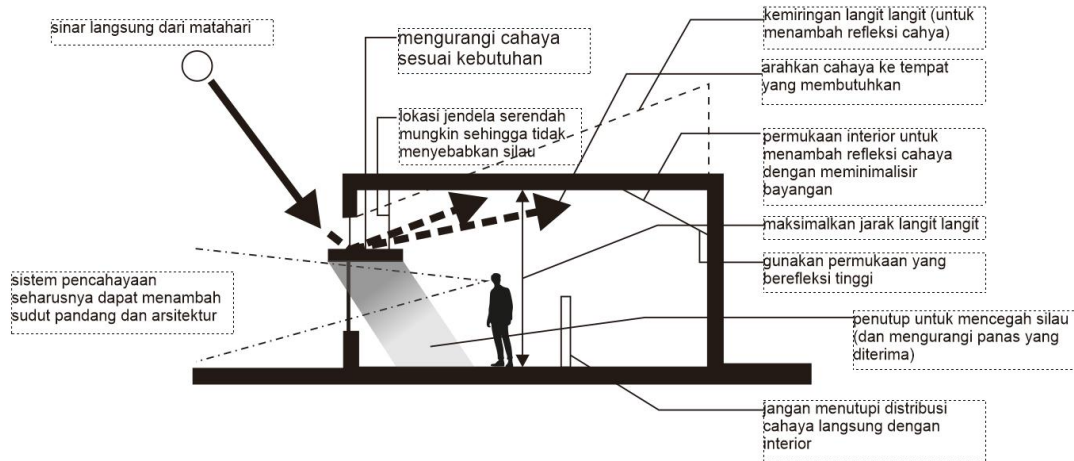 sinar langsung dari matahari
mengurangi cahaya
sesuai kebutuhan
lokasi jendela serendah
mungkin sehingga tidak
menyebabkan silau
sistem pencahayaan
seharusnya dapat menambah
sudut pandang dan arsitektur
kemiringan langit langit (untuk
menambah refleksi cahya)
arahkan cahaya ke tempat
yang membutuhkan
permukaan interior untuk
menambah refleksi cahaya
dengan meminimalisir
bayangan
maksimalkan jarak langit langit
gunakan permukaan yang
berefleksi tinggi
penutup untuk mencegah silau
(dan mengurangi panas yang
diterima)
jangan menutupi distribusi
cahaya langsung dengan
interior